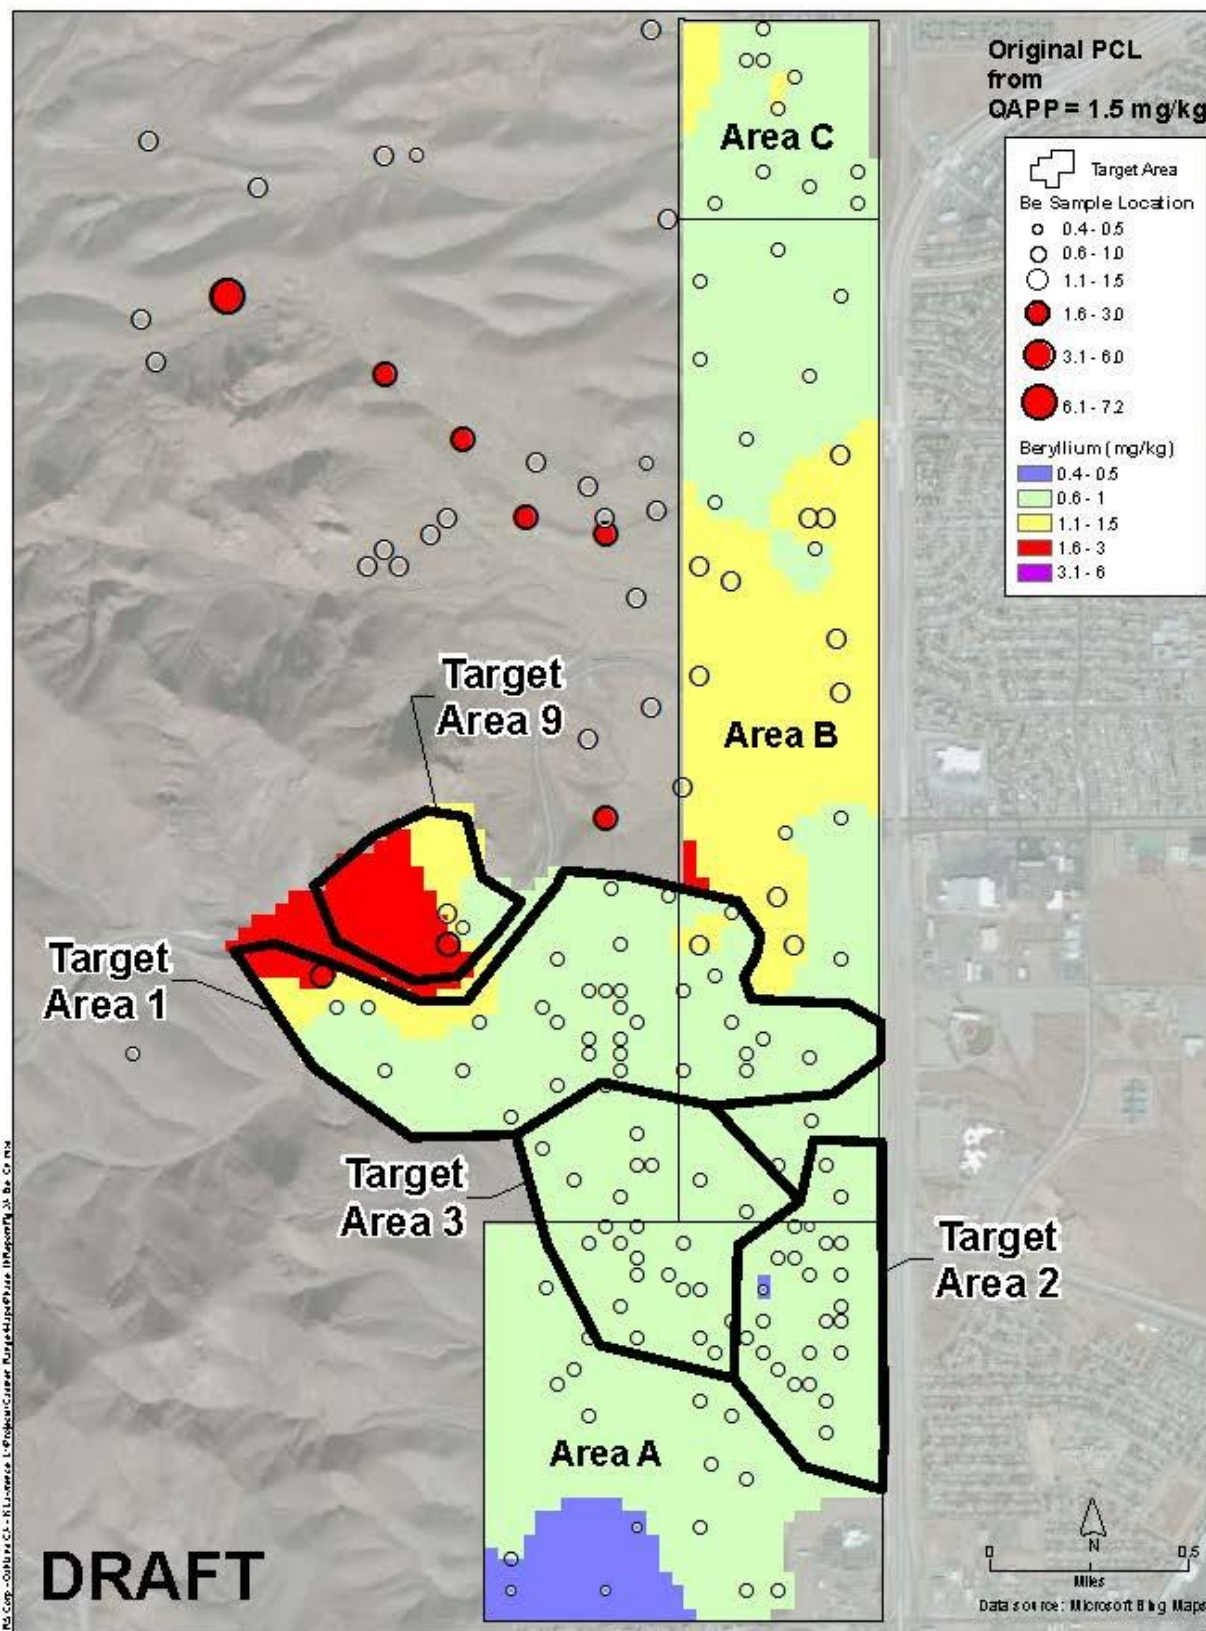 Original PCL
from
QAPP = 1.5 mg/kg
Target Area
Be Sample Location
0.4 - 0.5
0.6 - 1.0
1.1 - 1.5
1.6 - 3.0
3.1 - 6.0
6.1 - 7.2
Beryllium (mg/kg)
0.4 - 0.5
0.6 - 1
1.1 - 1.5
1.6 - 3
3.1 - 6
Area C
Target
Area 9
Area B
Target
Area 1
Target
Area 3
Target
Area 2
Area A
DRAFT
N
0 0.5
Miles
Data source: Microsoft Bing Maps